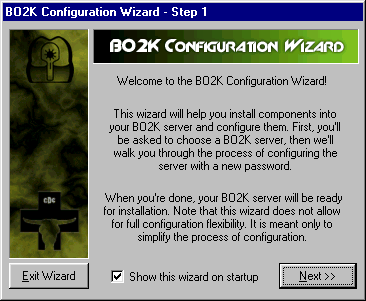 BO2K Configuration Wizard - Step 1
BO2K CONFIGURATION WIZARD
Welcome to the BO2K Configuration Wizard!
This wizard will help you install components into
your BO2K server and configure them. First, you'll
be asked to choose a BO2K server, then we'll
walk you through the process of configuring the
server with a new password.
When you're done, your BO2K server will be ready
for installation. Note that this wizard does not allow
for full configuration flexibility. It is meant only to
simplify the process of configuration.
cDc
Exit Wizard
Show this wizard on startup
Next >>